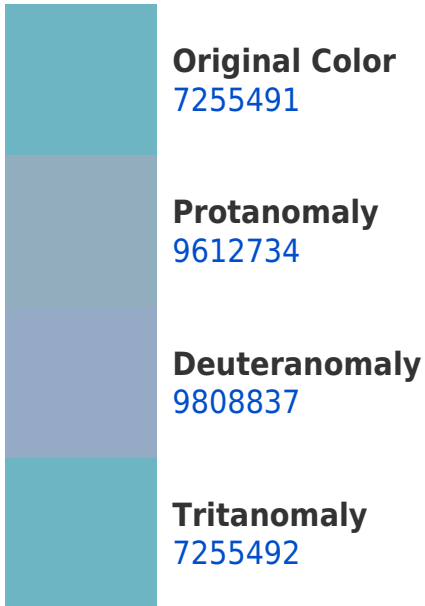 Original Color
7255491
Protanomaly
9612734
Deuteranomaly
9808837
Tritanomaly
7255492